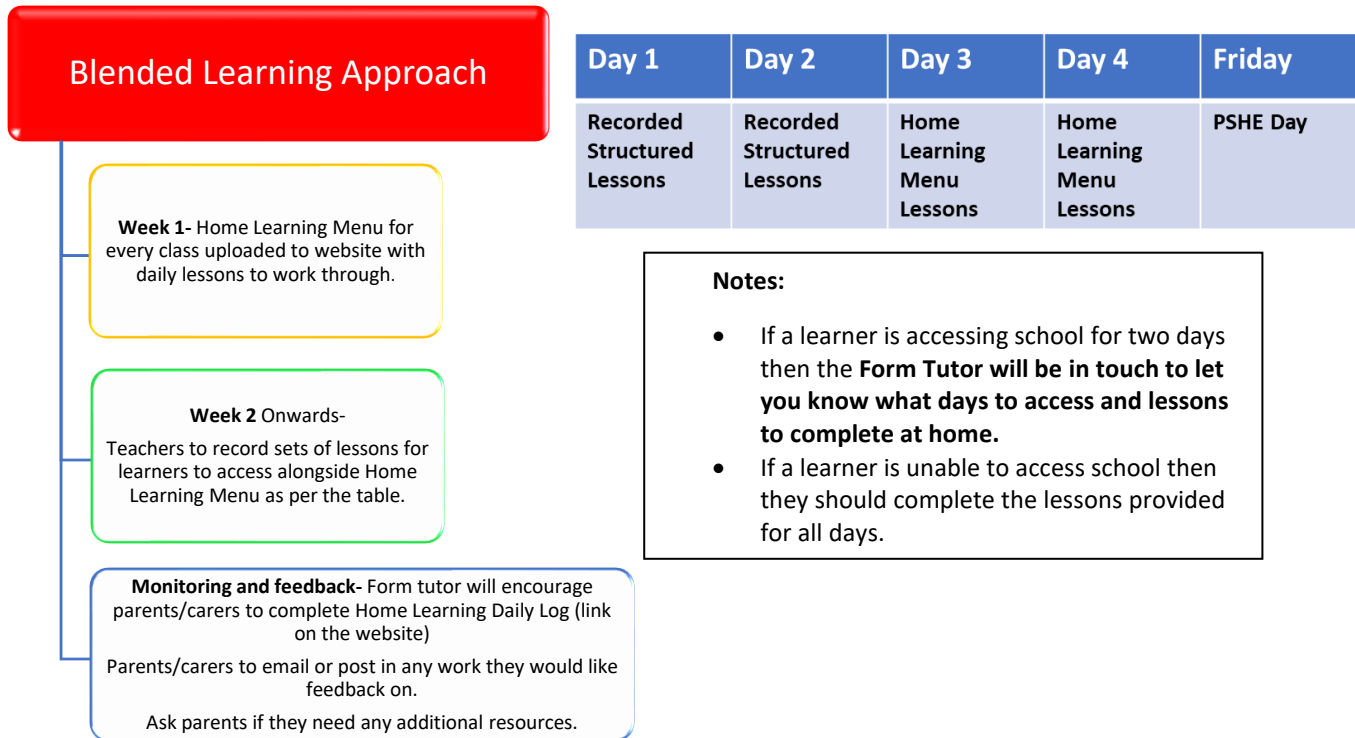 Blended Learning Approach
Week 1- Home Learning Menu for
every class uploaded to website with
daily lessons to work through.
Week 2 Onwards-
Teachers to record sets of lessons for
learners to access alongside Home
Learning Menu as per the table.
Monitoring and feedback- Form tutor will encourage
parents/carers to complete Home Learning Daily Log (link
on the website)
Parents/carers to email or post in any work they would like
feedback on.
Ask parents if they need any additional resources.
Day 1 Day 2 Day 3 Day 4 Friday
Recorded Recorded Home Home PSHE Day
Structured Structured Learning Learning
Lessons Lessons Menu Menu
Lessons Lessons
Notes:
• If a learner is accessing school for two days
then the Form Tutor will be in touch to let
you know what days to access and lessons
to complete at home.
• If a learner is unable to access school then
they should complete the lessons provided
for all days.